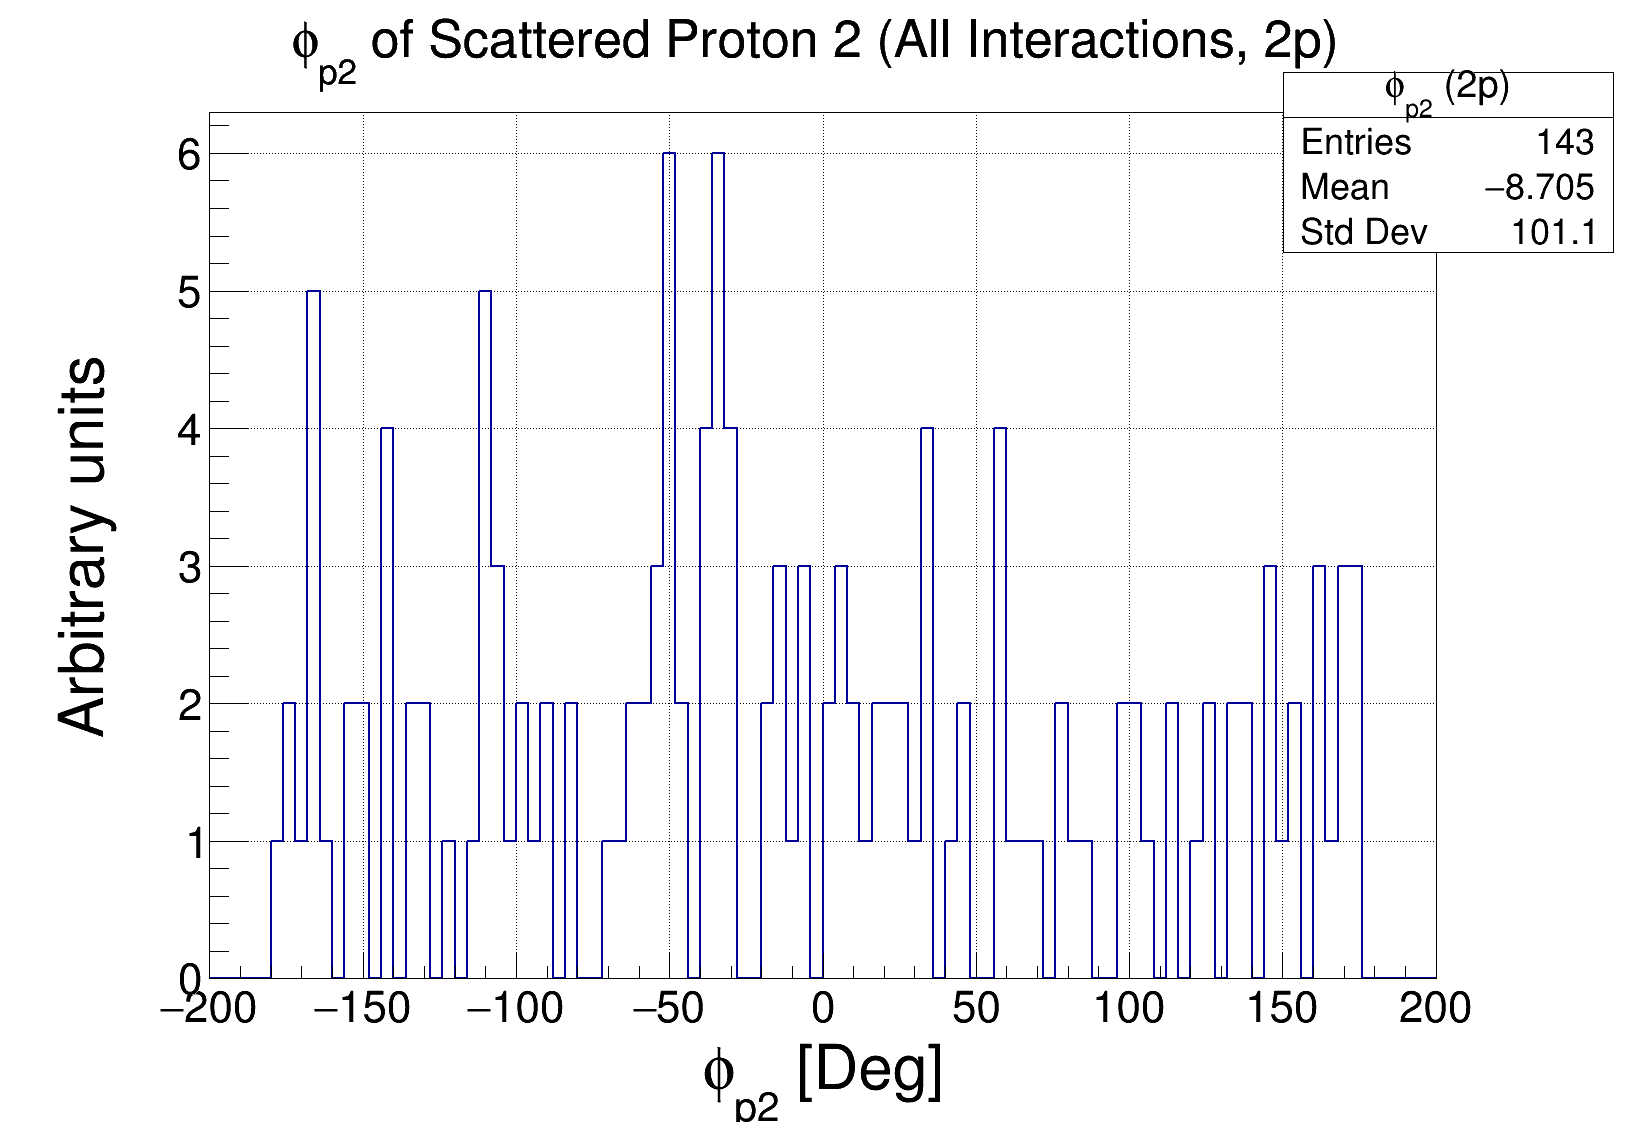 ϕp2 of Scattered Proton 2 (All Interactions, 2p)
ϕp2 (2p)
Entries 143
Mean −8.705
Std Dev 101.1
Arbitrary units
6
5
4
3
2
1
0
−200 −150 −100 −50 0 50 100 150 200
ϕp2 [Deg]